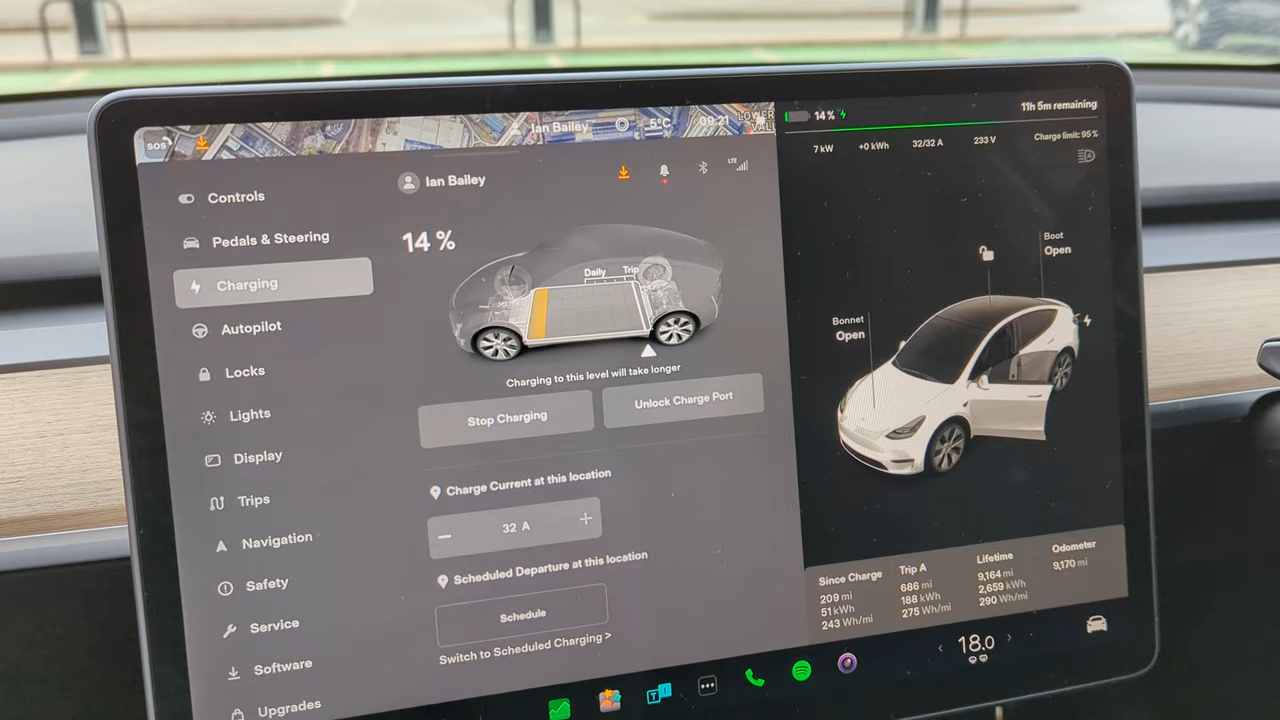 sos
Ian Bailey
5°C
09:21
LOWER
VALL
Controls
Pedals & Steering
Charging
Autopilot
Locks
Lights
Display
Trips
Navigation
Safety
Service
Software
Upgrades
Ian Bailey
LTE
14 %
Daily
Trip
Charging to this level will take longer
Stop Charging
Unlock Charge Port
Charge Current at this location
32 A
Scheduled Departure at this location
Schedule
Switch to Scheduled Charging >
14 %
11h 5m remaining
7 kW
+0 kWh
32/32 A
233 V
Charge limit: 95 %
Boot
Open
Bonnet
Open
Since Charge
209 mi
51 kWh
243 Wh/mi
Trip A
686 mi
188 kWh
275 Wh/mi
Lifetime
9,164 mi
2,659 kWh
290 Wh/mi
Odometer
9,170 mi
18.0